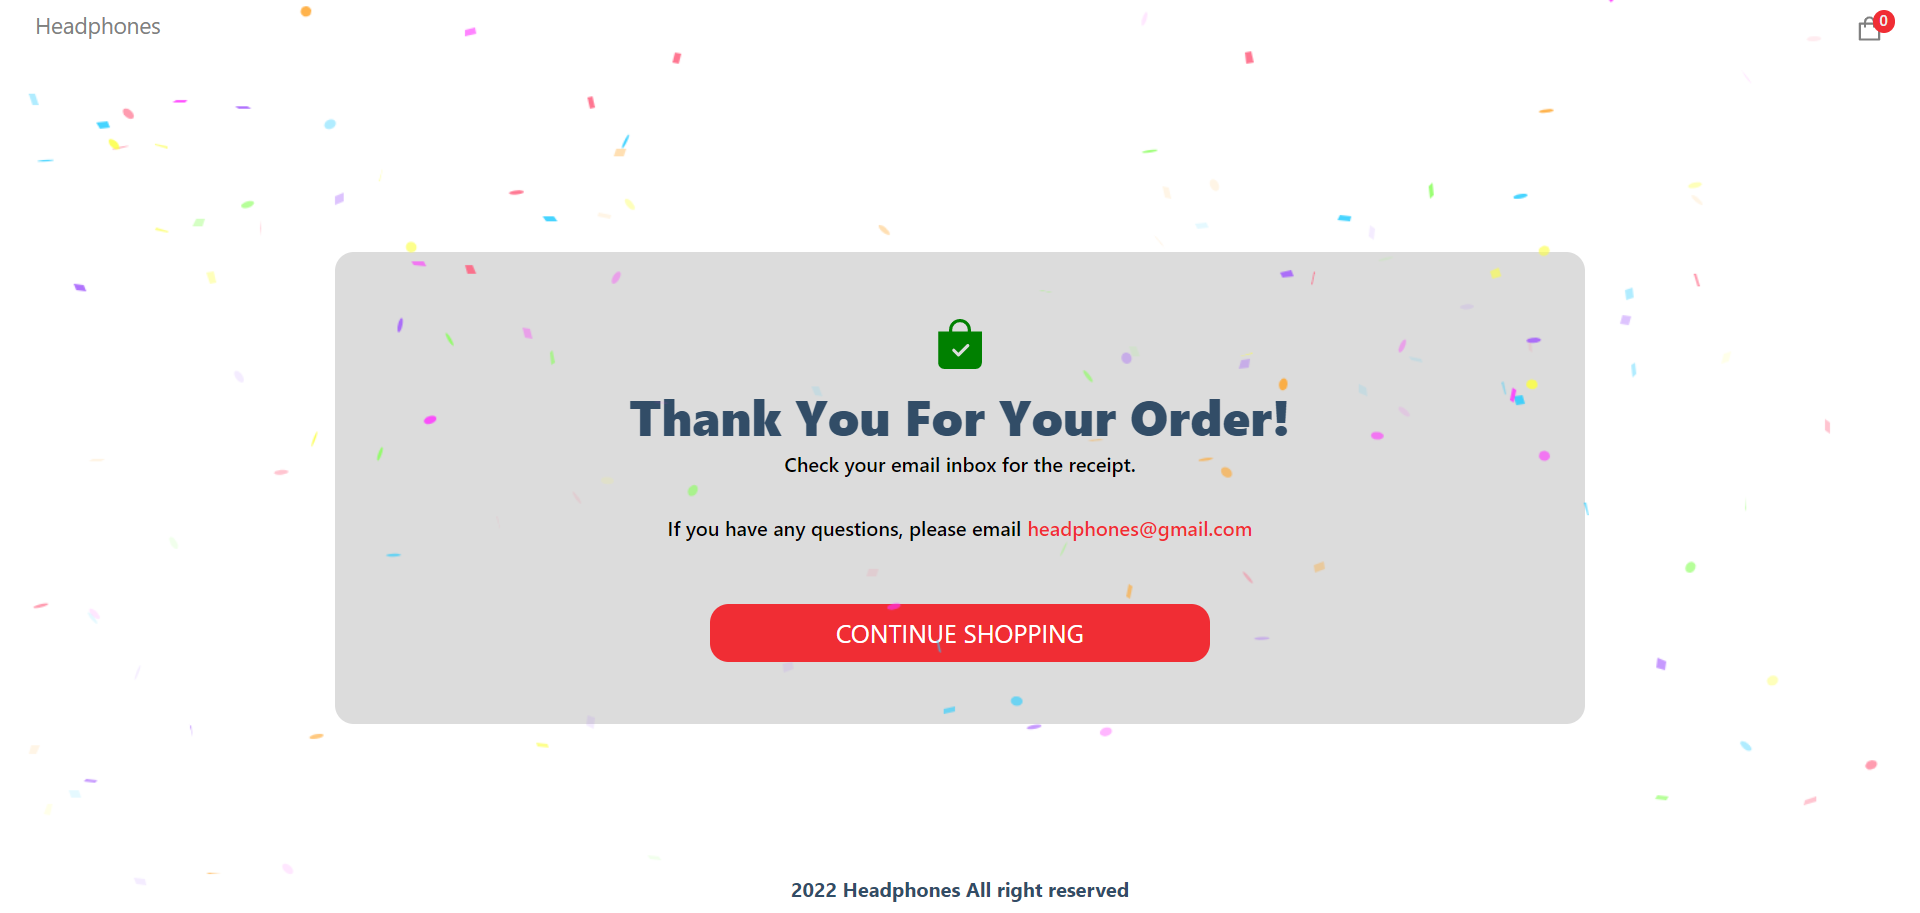 Headphones
0
Thank You For Your Order!
Check your email inbox for the receipt.
If you have any questions, please email headphones@gmail.com
CONTINUE SHOPPING
2022 Headphones All right reserved